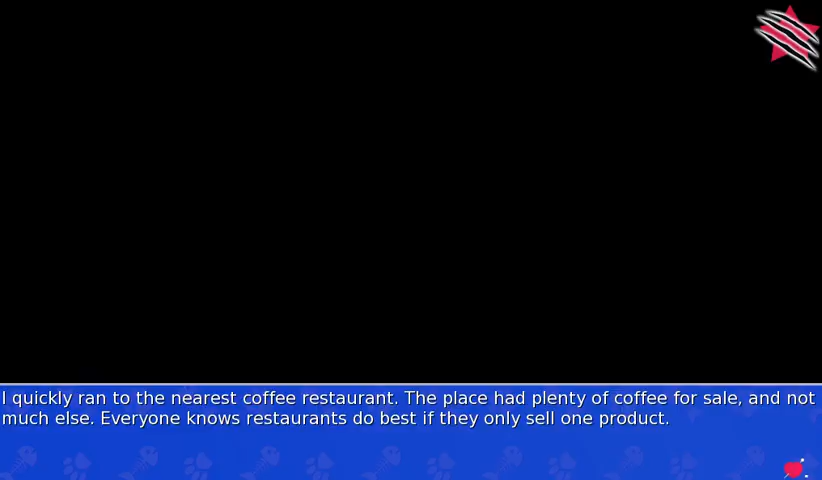 I quickly ran to the nearest coffee restaurant. The place had plenty of coffee for sale, and not
much else. Everyone knows restaurants do best if they only sell one product.